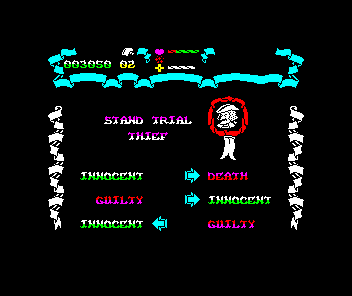 003050 02
STAND TRIAL
THIEF
INNOCENT DEATH
GUILTY INNOCENT
INNOCENT GUILTY